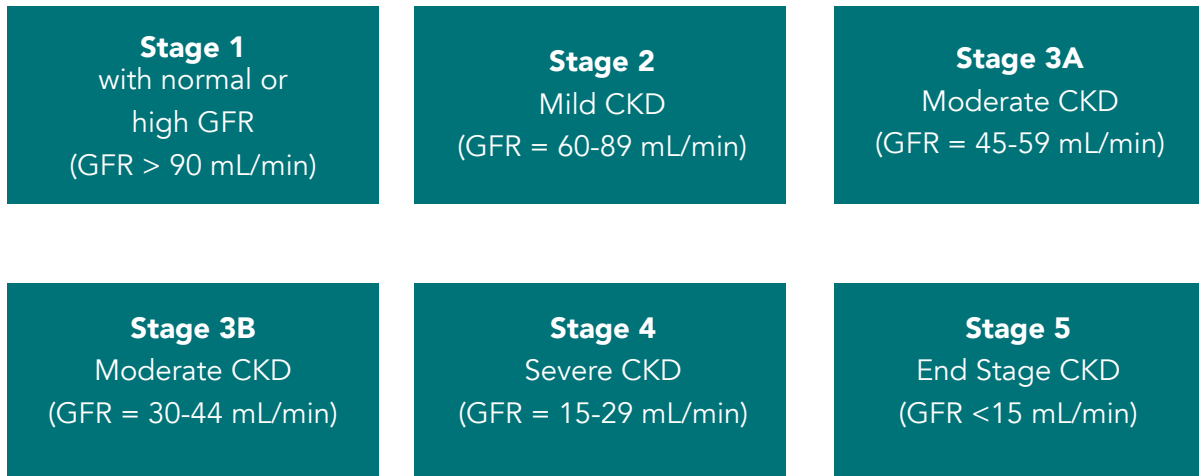 Stage 1
with normal or
high GFR
(GFR > 90 mL/min)
Stage 2
Mild CKD
(GFR = 60-89 mL/min)
Stage 3A
Moderate CKD
(GFR = 45-59 mL/min)
Stage 3B
Moderate CKD
(GFR = 30-44 mL/min)
Stage 4
Severe CKD
(GFR = 15-29 mL/min)
Stage 5
End Stage CKD
(GFR <15 mL/min)